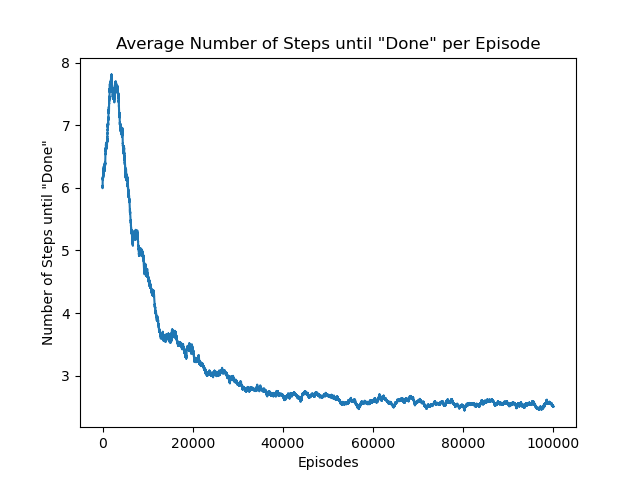 Average Number of Steps until "Done" per Episode
8
7
6
5
4
3
Number of Steps until "Done"
0 20000 40000 60000 80000 100000
Episodes